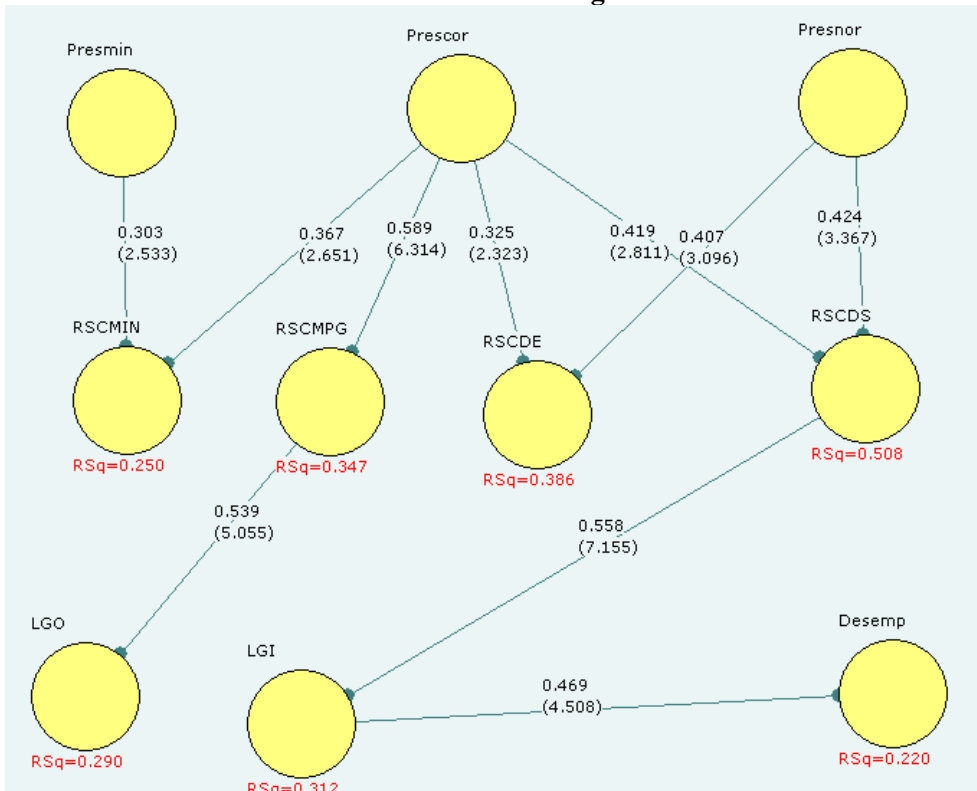 g
Presmin
Prescor
Presnor
0.303
(2.533)
0.367
(2.651)
0.589
(6.314)
0.325
(2.323)
0.419
(2.811)
0.407
(3.096)
0.424
(3.367)
RSCMIN
RSCMPG
RSCDE
RSCDS
RSq=0.250
RSq=0.347
RSq=0.386
RSq=0.508
0.539
(5.055)
0.558
(7.155)
LGO
LGI
Desemp
0.469
(4.508)
RSq=0.290
RSq=0.312
RSq=0.220